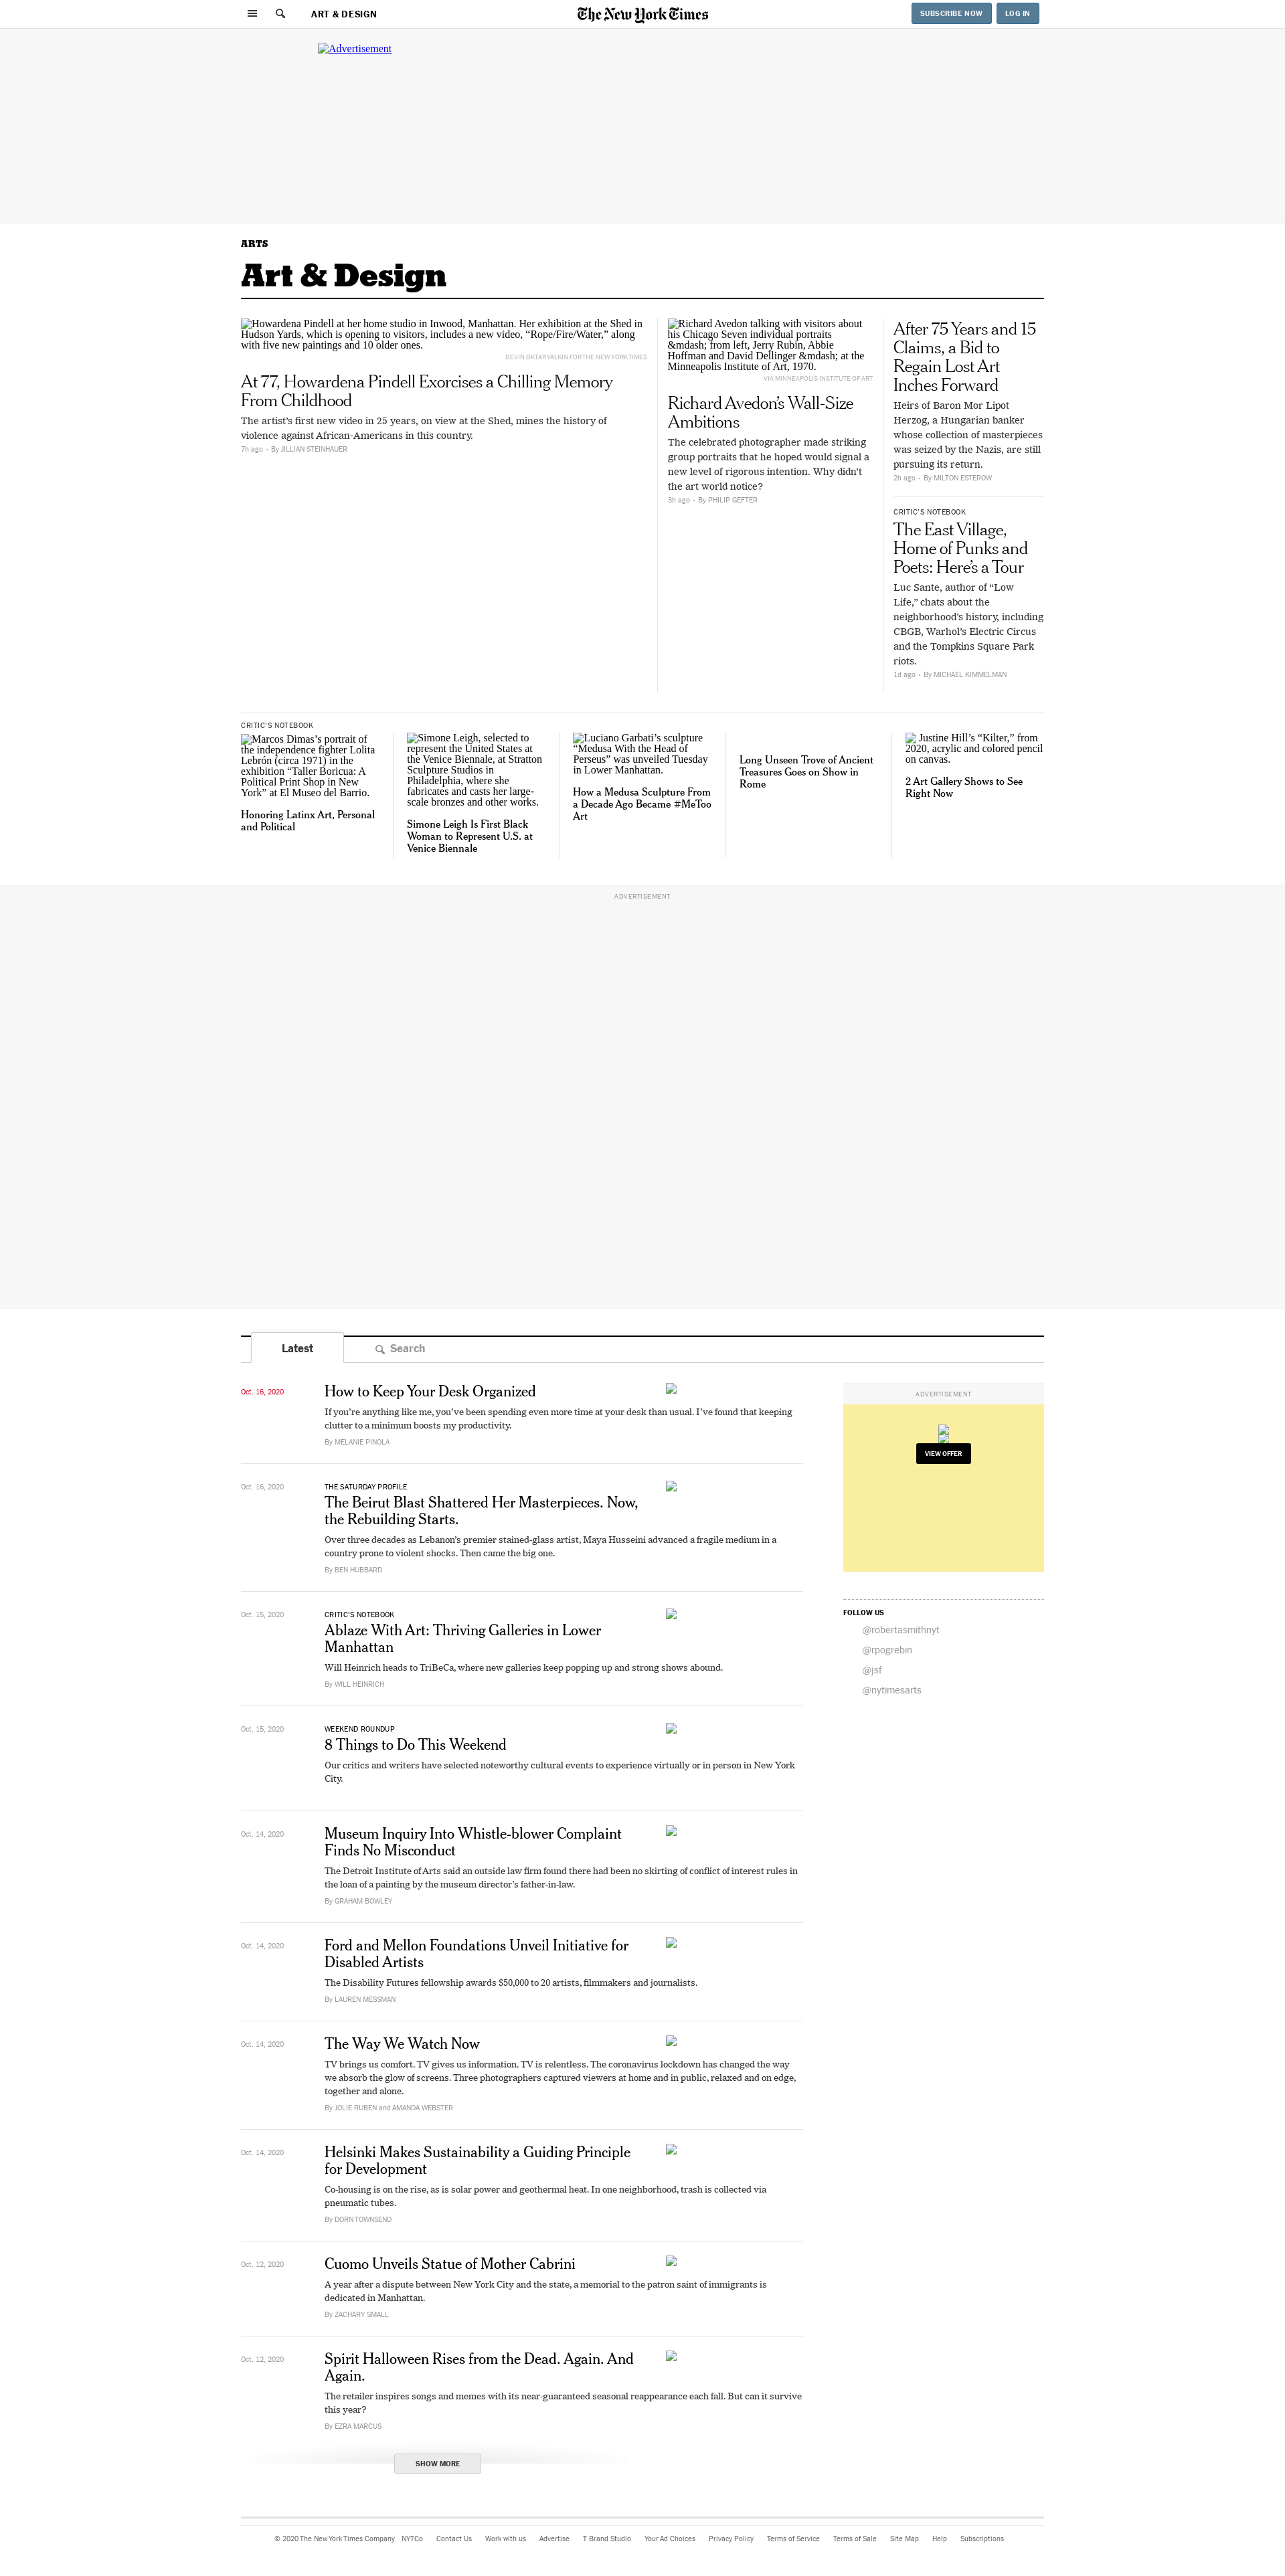 ART & DESIGN
The New York Times
SUBSCRIBE NOW
LOG IN
Advertisement
ARTS
Art & Design
Howardena Pindell at her home studio in Inwood, Manhattan. Her exhibition at the Shed in
Hudson Yards, which is opening to visitors, includes a new video, “Rope/Fire/Water,” along
with five new paintings and 10 older ones.
DEVIN OKTAR YALKIN FOR THE NEW YORK TIMES
At 77, Howardena Pindell Exorcises a Chilling Memory
From Childhood
The artist’s first new video in 25 years, on view at the Shed, mines the history of
violence against African-Americans in this country.
7h ago • By JILLIAN STEINHAUER
Richard Avedon talking with visitors about
his Chicago Seven individual portraits
&mdash; from left, Jerry Rubin, Abbie
Hoffman and David Dellinger &mdash; at the
Minneapolis Institute of Art, 1970.
VIA MINNEAPOLIS INSTITUTE OF ART
Richard Avedon’s Wall-Size
Ambitions
The celebrated photographer made striking
group portraits that he hoped would signal a
new level of rigorous intention. Why didn’t
the art world notice?
3h ago • By PHILIP GEFTER
After 75 Years and 15
Claims, a Bid to
Regain Lost Art
Inches Forward
Heirs of Baron Mor Lipot
Herzog, a Hungarian banker
whose collection of masterpieces
was seized by the Nazis, are still
pursuing its return.
2h ago • By MILTON ESTEROW
CRITIC’S NOTEBOOK
The East Village,
Home of Punks and
Poets: Here’s a Tour
Luc Sante, author of “Low
Life,” chats about the
neighborhood’s history, including
CBGB, Warhol’s Electric Circus
and the Tompkins Square Park
riots.
1d ago • By MICHAEL KIMMELMAN
CRITIC’S NOTEBOOK
Marcos Dimas’s portrait of
the independence fighter Lolita
Lebrón (circa 1971) in the
exhibition “Taller Boricua: A
Political Print Shop in New
York” at El Museo del Barrio.
Honoring Latinx Art, Personal
and Political
Simone Leigh, selected to
represent the United States at
the Venice Biennale, at Stratton
Sculpture Studios in
Philadelphia, where she
fabricates and casts her large-
scale bronzes and other works.
Simone Leigh Is First Black
Woman to Represent U.S. at
Venice Biennale
Luciano Garbati’s sculpture
“Medusa With the Head of
Perseus” was unveiled Tuesday
in Lower Manhattan.
How a Medusa Sculpture From
a Decade Ago Became #MeToo
Art
Long Unseen Trove of Ancient
Treasures Goes on Show in
Rome
Justine Hill’s “Kilter,” from
2020, acrylic and colored pencil
on canvas.
2 Art Gallery Shows to See
Right Now
ADVERTISEMENT
Latest
Search
Oct. 16, 2020
How to Keep Your Desk Organized
If you’re anything like me, you’ve been spending even more time at your desk than usual. I’ve found that keeping
clutter to a minimum boosts my productivity.
By MELANIE PINOLA
Oct. 16, 2020
THE SATURDAY PROFILE
The Beirut Blast Shattered Her Masterpieces. Now,
the Rebuilding Starts.
Over three decades as Lebanon’s premier stained-glass artist, Maya Husseini advanced a fragile medium in a
country prone to violent shocks. Then came the big one.
By BEN HUBBARD
Oct. 15, 2020
CRITIC’S NOTEBOOK
Ablaze With Art: Thriving Galleries in Lower
Manhattan
Will Heinrich heads to TriBeCa, where new galleries keep popping up and strong shows abound.
By WILL HEINRICH
Oct. 15, 2020
WEEKEND ROUNDUP
8 Things to Do This Weekend
Our critics and writers have selected noteworthy cultural events to experience virtually or in person in New York
City.
Oct. 14, 2020
Museum Inquiry Into Whistle-blower Complaint
Finds No Misconduct
The Detroit Institute of Arts said an outside law firm found there had been no skirting of conflict of interest rules in
the loan of a painting by the museum director’s father-in-law.
By GRAHAM BOWLEY
Oct. 14, 2020
Ford and Mellon Foundations Unveil Initiative for
Disabled Artists
The Disability Futures fellowship awards $50,000 to 20 artists, filmmakers and journalists.
By LAUREN MESSMAN
Oct. 14, 2020
The Way We Watch Now
TV brings us comfort. TV gives us information. TV is relentless. The coronavirus lockdown has changed the way
we absorb the glow of screens. Three photographers captured viewers at home and in public, relaxed and on edge,
together and alone.
By JOLIE RUBEN and AMANDA WEBSTER
Oct. 14, 2020
Helsinki Makes Sustainability a Guiding Principle
for Development
Co-housing is on the rise, as is solar power and geothermal heat. In one neighborhood, trash is collected via
pneumatic tubes.
By DORN TOWNSEND
Oct. 12, 2020
Cuomo Unveils Statue of Mother Cabrini
A year after a dispute between New York City and the state, a memorial to the patron saint of immigrants is
dedicated in Manhattan.
By ZACHARY SMALL
Oct. 12, 2020
Spirit Halloween Rises from the Dead. Again. And
Again.
The retailer inspires songs and memes with its near-guaranteed seasonal reappearance each fall. But can it survive
this year?
By EZRA MARCUS
SHOW MORE
ADVERTISEMENT
VIEW OFFER
FOLLOW US
@robertasmithnyt
@rpogrebin
@jsf
@nytimesarts
© 2020 The New York Times Company NYTCo Contact Us Work with us Advertise T Brand Studio Your Ad Choices Privacy Policy Terms of Service Terms of Sale Site Map Help Subscriptions